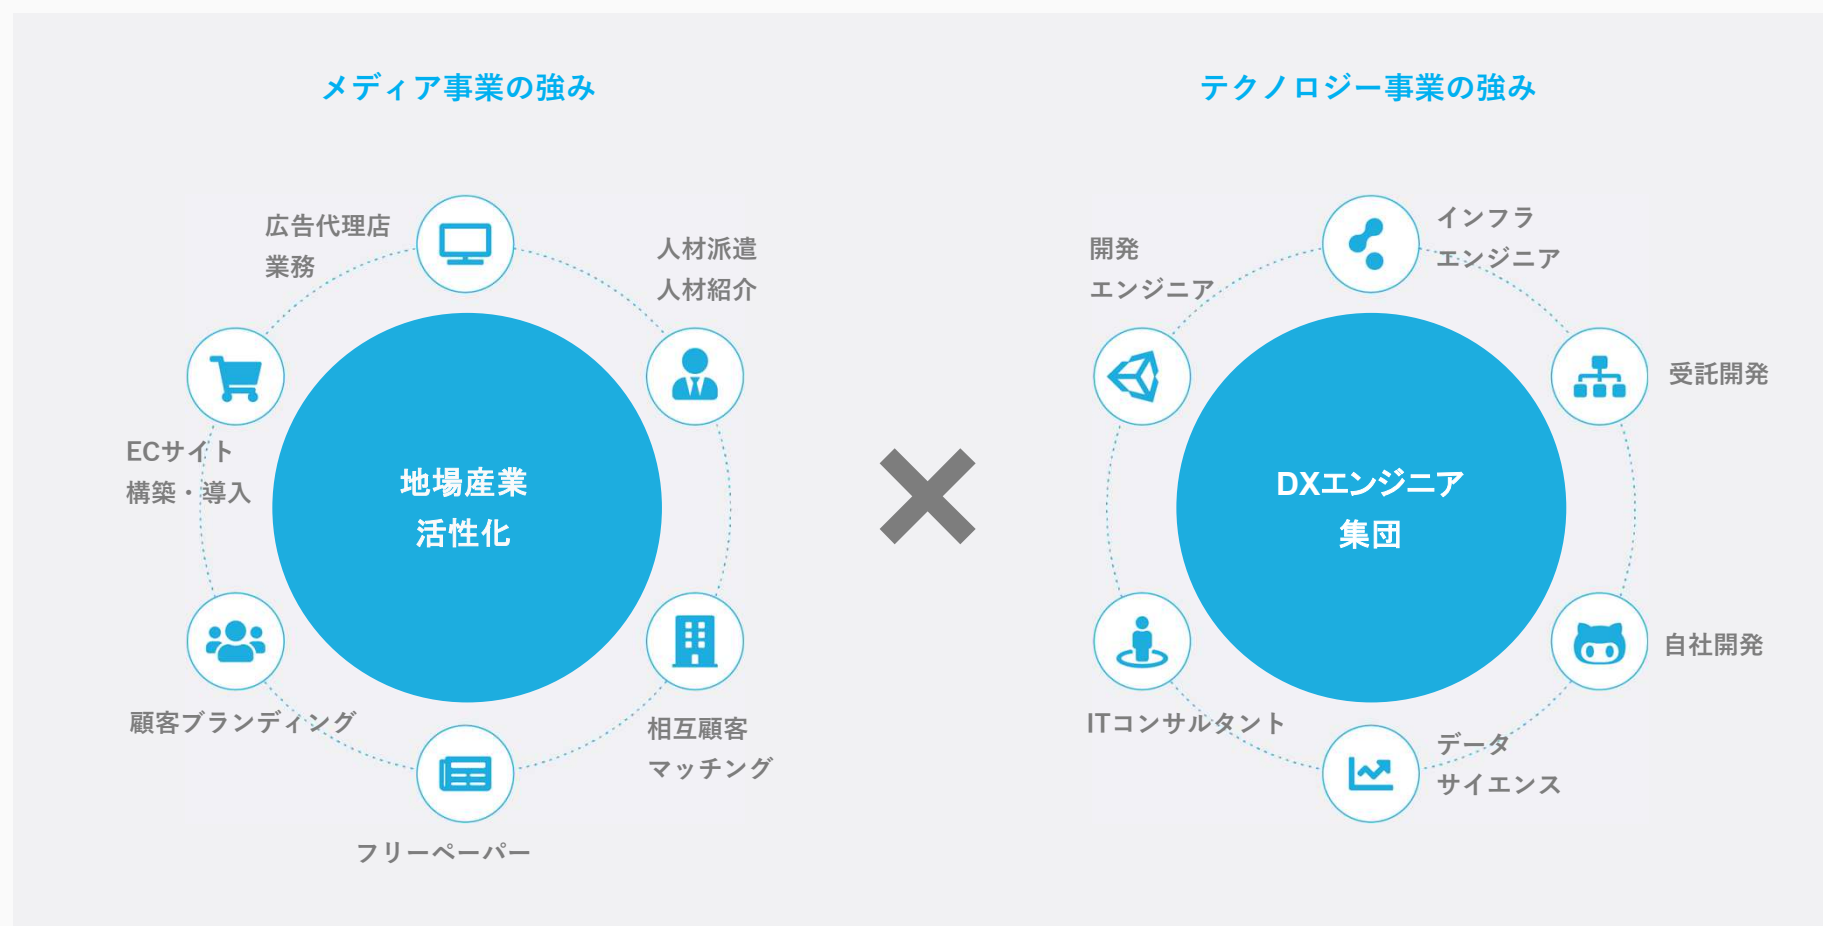 メディア事業の強み
広告代理店
業務
人材派遣
人材紹介
ECサイト
構築・導入
地場産業
活性化
顧客ブランディング
相互顧客
マッチング
フリーペーパー
テクノロジー事業の強み
インフラ
エンジニア
開発
エンジニア
受託開発
DXエンジニア
集団
自社開発
ITコンサルタント
データ
サイエンス